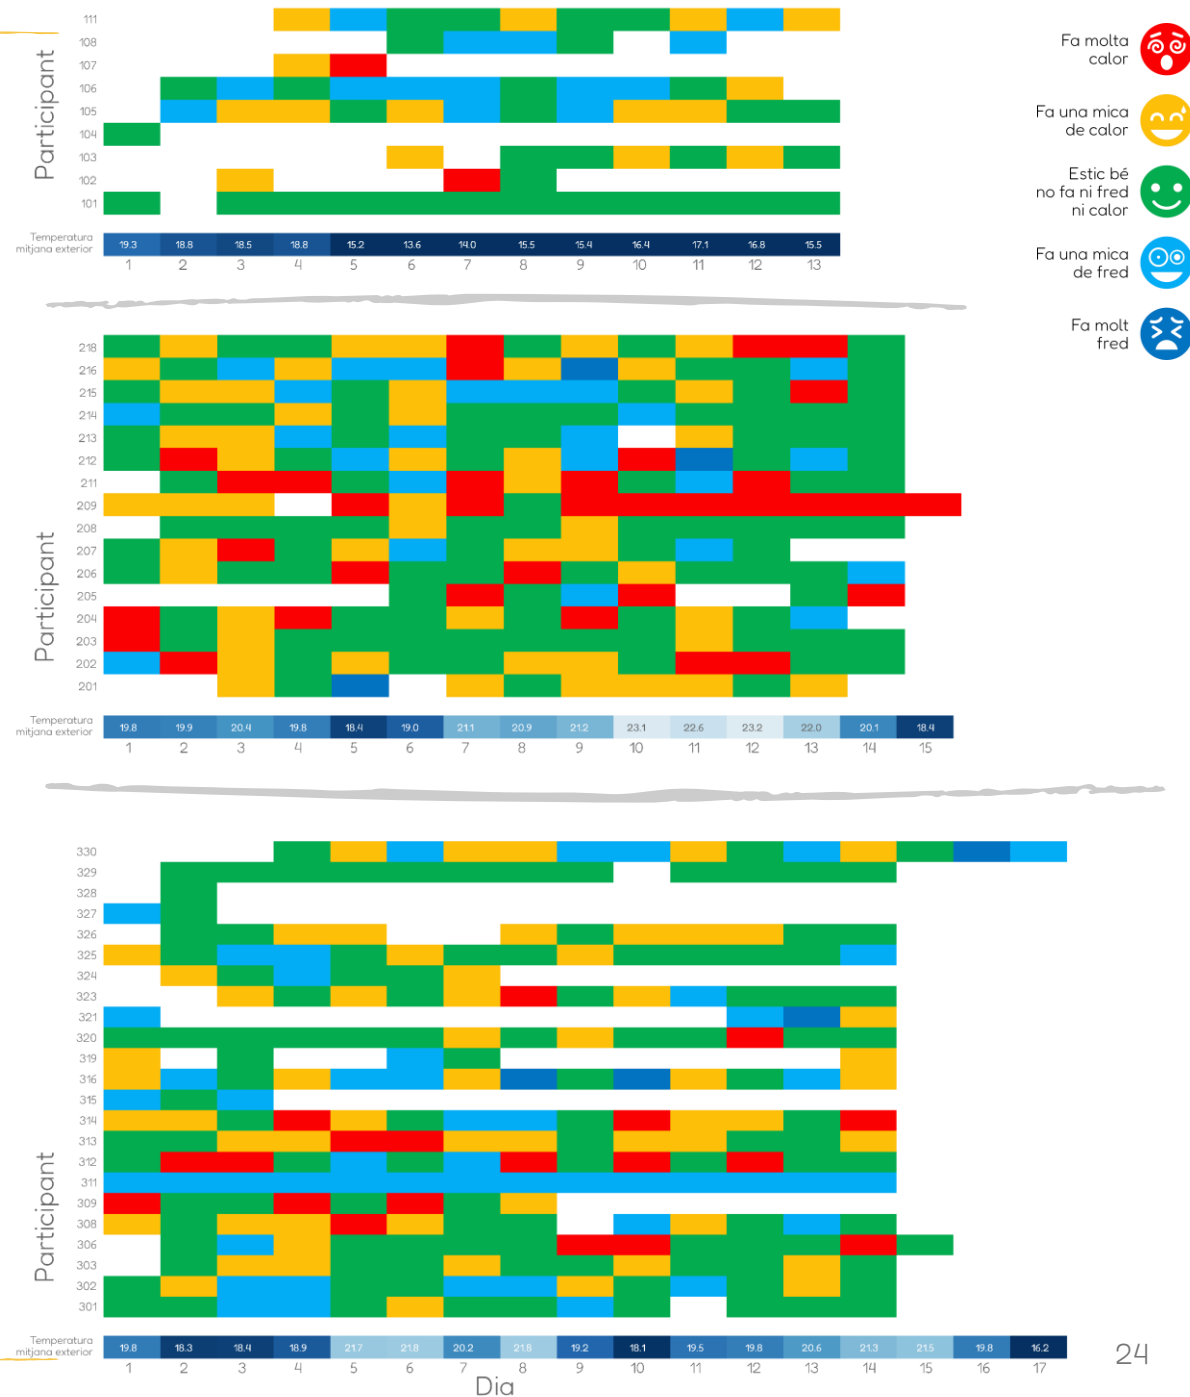 111
108
107
106
105
104
103
102
101
Participant
Temperatura
mitjana exterior
19.3 18.8 18.5 18.8 15.2 13.6 14.0 15.5 15.4 16.4 17.1 16.8 15.5
1 2 3 4 5 6 7 8 9 10 11 12 13
Fa molta
calor
Fa una mica
de calor
Estic bé
no fa ni fred
ni calor
Fa una mica
de fred
Fa molt
fred
218
216
215
214
213
212
211
209
208
207
206
205
204
203
202
201
Participant
Temperatura
mitjana exterior
19.8 19.9 20.4 19.8 18.4 19.0 21.1 20.9 21.2 23.1 22.6 23.2 22.0 20.1 18.4
1 2 3 4 5 6 7 8 9 10 11 12 13 14 15
330
329
328
327
326
325
324
323
321
320
319
316
315
314
313
312
311
309
308
306
303
302
301
Participant
Temperatura
mitjana exterior
19.8 18.3 18.4 18.9 21.7 21.8 20.2 21.8 19.2 18.1 19.5 19.8 20.6 21.3 21.5 19.8 16.2
1 2 3 4 5 6 7 8 9 10 11 12 13 14 15 16 17
Dia
24